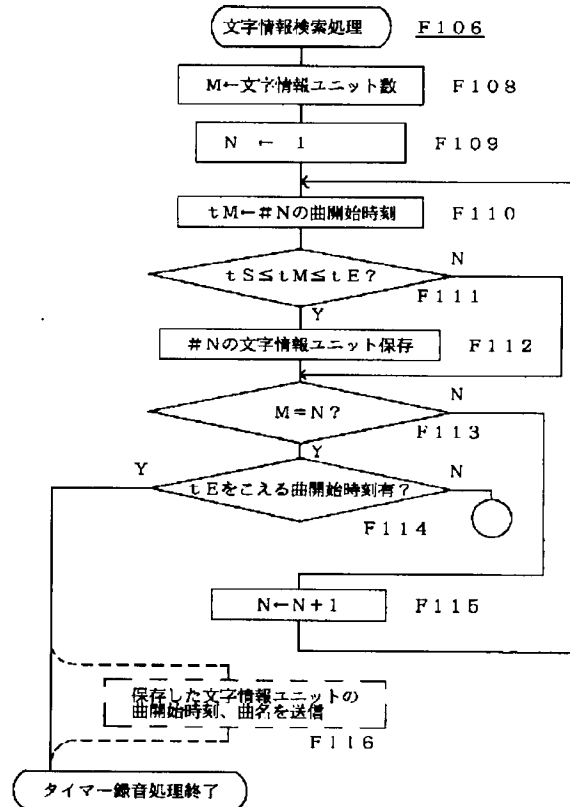 文字情報検索処理 F106
M←文字情報ユニット数 F108
N ← 1 F109
tM←#Nの曲開始時刻 F110
N
tS≦tM≦tE?
F111
Y
#Nの文字情報ユニット保存 F112
N
M=N?
F113
Y
Y
N
tEをこえる曲開始時刻有?
F114
N←N+1 F115
保存した文字情報ユニットの
曲開始時刻、曲名を送信
F116
タイマー録音処理終了